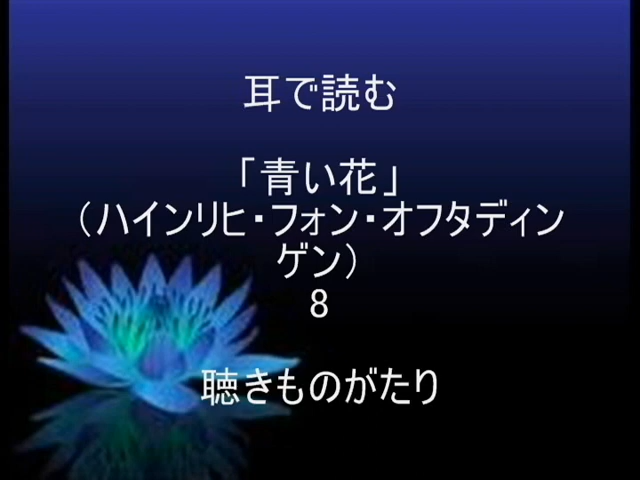 耳で読む
「青い花」
（ハインリヒ・フォン・オフタディン
ゲン）
8
聴きものがたり